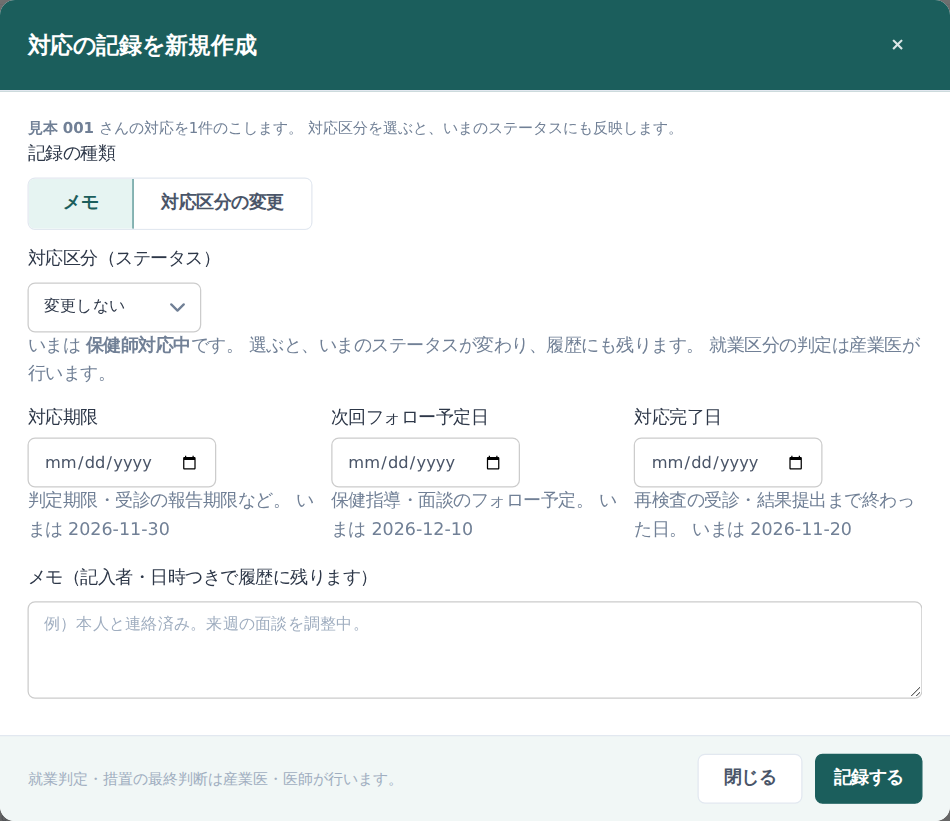 対応の記録を新規作成
×
見本 001 さんの対応を1件のこします。 対応区分を選ぶと、いまのステータスにも反映します。
記録の種類
メモ
対応区分の変更
対応区分（ステータス）
変更しない
いまは 保健師対応中です。 選ぶと、いまのステータスが変わり、履歴にも残ります。 就業区分の判定は産業医が
行います。
対応期限
次回フォロー予定日
対応完了日
mm/dd/yyyy
mm/dd/yyyy
mm/dd/yyyy
判定期限・受診の報告期限など。 い
まは 2026-11-30
保健指導・面談のフォロー予定。 い
まは 2026-12-10
再検査の受診・結果提出まで終わっ
た日。 いまは 2026-11-20
メモ（記入者・日時つきで履歴に残ります）
例）本人と連絡済み。来週の面談を調整中。
就業判定・措置の最終判断は産業医・医師が行います。
閉じる
記録する